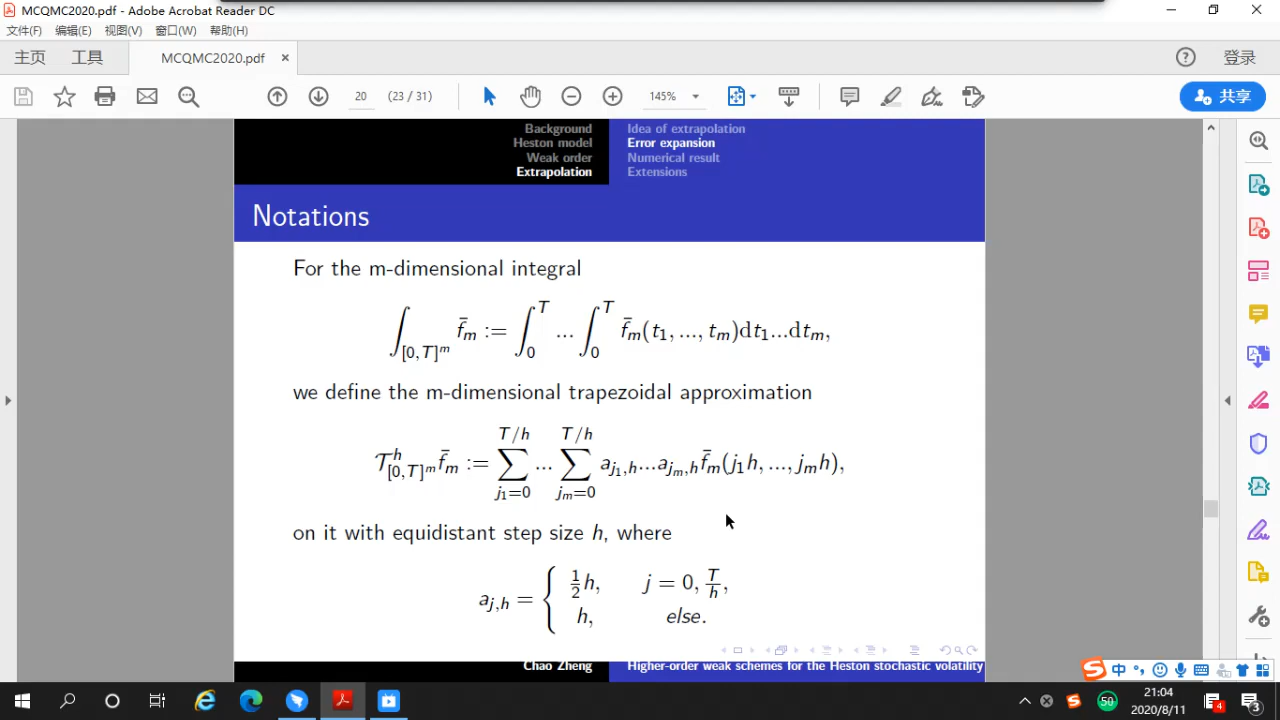 MCQMC2020.pdf - Adobe Acrobat Reader DC
文件(F) 编辑(E) 视图(V) 窗口(W) 帮助(H)
主页 工具 MCQMC2020.pdf × 登录
20 (23 / 31) 145% 共享
Background
Heston model
Weak order
Extrapolation
Idea of extrapolation
Error expansion
Numerical result
Extensions
Notations
For the m-dimensional integral
∫_{[0,T]^m} f̄_m := ∫_0^T ... ∫_0^T f̄_m(t_1, ..., t_m)dt_1...dt_m,
we define the m-dimensional trapezoidal approximation
𝒯^h_{[0,T]^m} f̄_m := ∑_{j_1=0}^{T/h} ... ∑_{j_m=0}^{T/h} a_{j_1,h}...a_{j_m,h} f̄_m(j_1h, ..., j_mh),
on it with equidistant step size h, where
a_{j,h} = { ½h, j = 0, T/h,
h, else.
Chao Zheng Higher-order weak schemes for the Heston stochastic volatility
中
50
21:04
2020/8/11
4
3